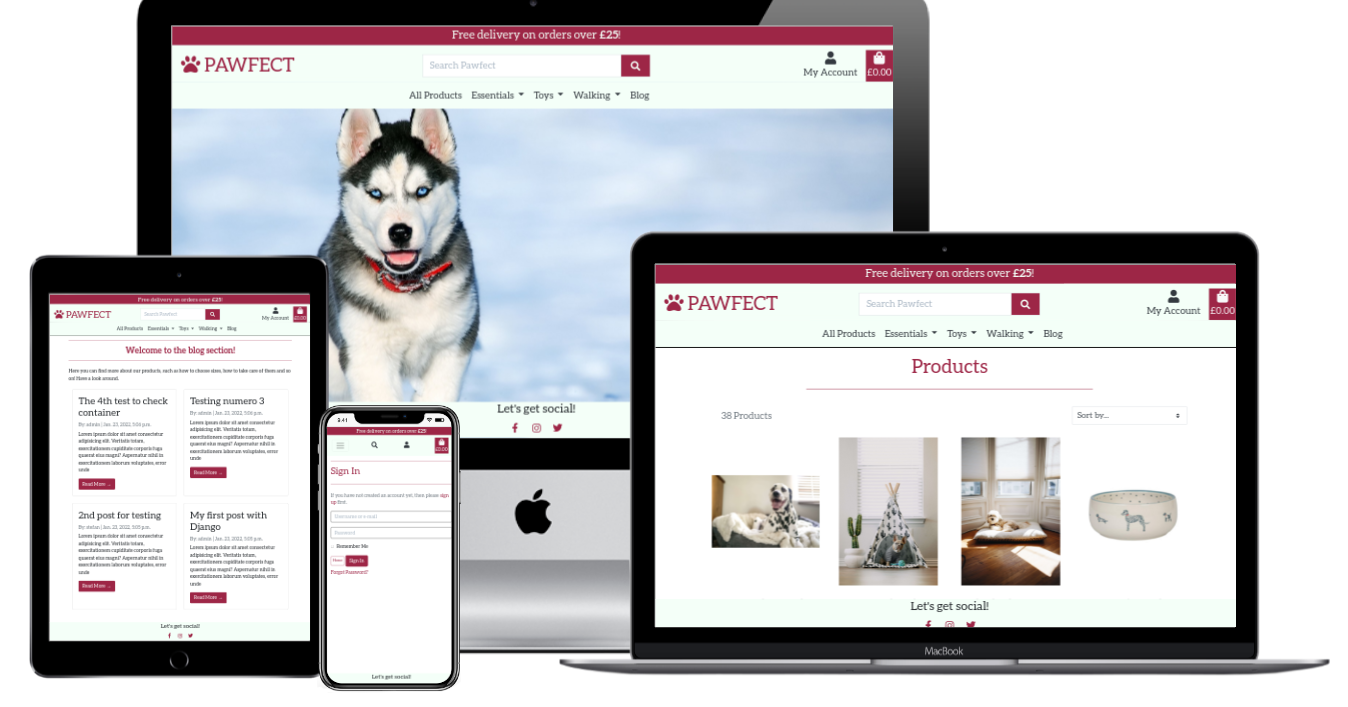 Free delivery on orders over £25!
PAWFECT
Search Pawfect
My Account
£0.00
All Products Essentials Toys Walking Blog
Let's get social!
Free delivery on orders over £25!
PAWFECT
Search Pawfect
My Account
£0.00
All Products Essentials Toys Walking Blog
Welcome to the blog section!
Here you can find more about our products, such as how to choose sizes, how to take care of them and so
on! Have a look around.
The 4th test to check
container
By: admin | Jan. 23, 2022, 5:06 p.m.
Lorem ipsum dolor sit amet consectetur
adipisicing elit. Veritatis totam,
exercitationem cupiditate corporis fuga
quaerat eius magni? Aspernatur nihil in
exercitationem laborum voluptates, error
unde
Read More ...
Testing numero 3
By: admin | Jan. 23, 2022, 5:06 p.m.
Lorem ipsum dolor sit amet consectetur
adipisicing elit. Veritatis totam,
exercitationem cupiditate corporis fuga
quaerat eius magni? Aspernatur nihil in
exercitationem laborum voluptates, error
unde
Read More ...
2nd post for testing
By: stefan | Jan. 23, 2022, 5:05 p.m.
Lorem ipsum dolor sit amet consectetur
adipisicing elit. Veritatis totam,
exercitationem cupiditate corporis fuga
quaerat eius magni? Aspernatur nihil in
exercitationem laborum voluptates, error
unde
Read More ...
My first post with
Django
By: admin | Jan. 23, 2022, 5:03 p.m.
Lorem ipsum dolor sit amet consectetur
adipisicing elit. Veritatis totam,
exercitationem cupiditate corporis fuga
quaerat eius magni? Aspernatur nihil in
exercitationem laborum voluptates, error
unde
Read More ...
Let's get social!
Free delivery on orders over £25!
£0.00
Sign In
If you have not created an account yet, then please sign
up first.
Username or e-mail
Password
Remember Me
Home
Sign In
Forgot Password?
Let's get social!
Free delivery on orders over £25!
PAWFECT
Search Pawfect
My Account
£0.00
All Products Essentials Toys Walking Blog
Products
38 Products
Sort by...
Let's get social!
MacBook